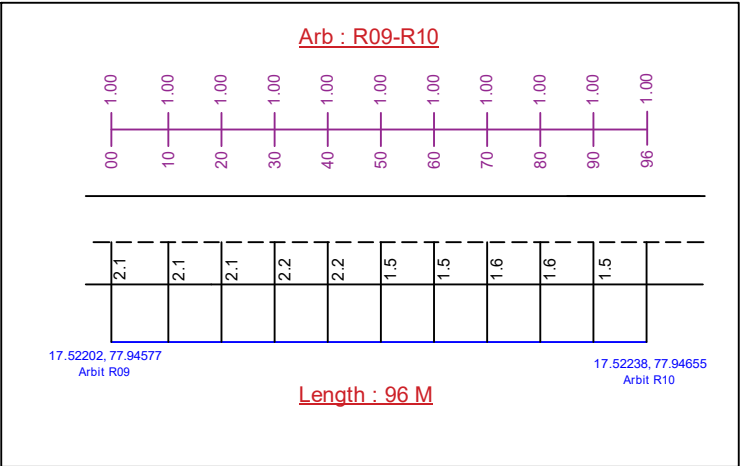 Arb : R09-R10
1.00 1.00 1.00 1.00 1.00 1.00 1.00 1.00 1.00 1.00 1.00
00 10 20 30 40 50 60 70 80 90 96
2.1 2.1 2.1 2.2 2.2 1.5 1.5 1.6 1.6 1.5
17.52202, 77.94577
Arbit R09
17.52238, 77.94655
Arbit R10
Length : 96 M